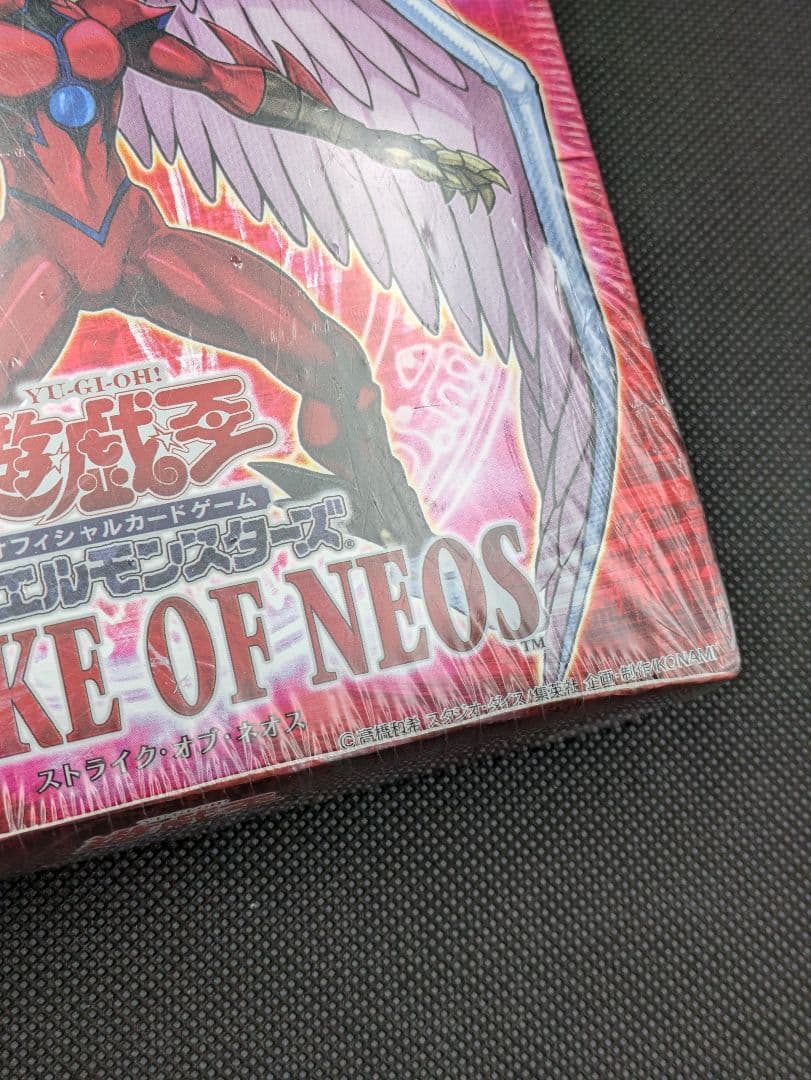 YU-GI-OH!
遊戯王
オフィシャルカードゲーム
エルモンスターズ®
KE OF NEOS™
ストライク・オブ・ネオス
©高橋和希 スタジオ・ダイス/集英社 企画・制作/KONAMI